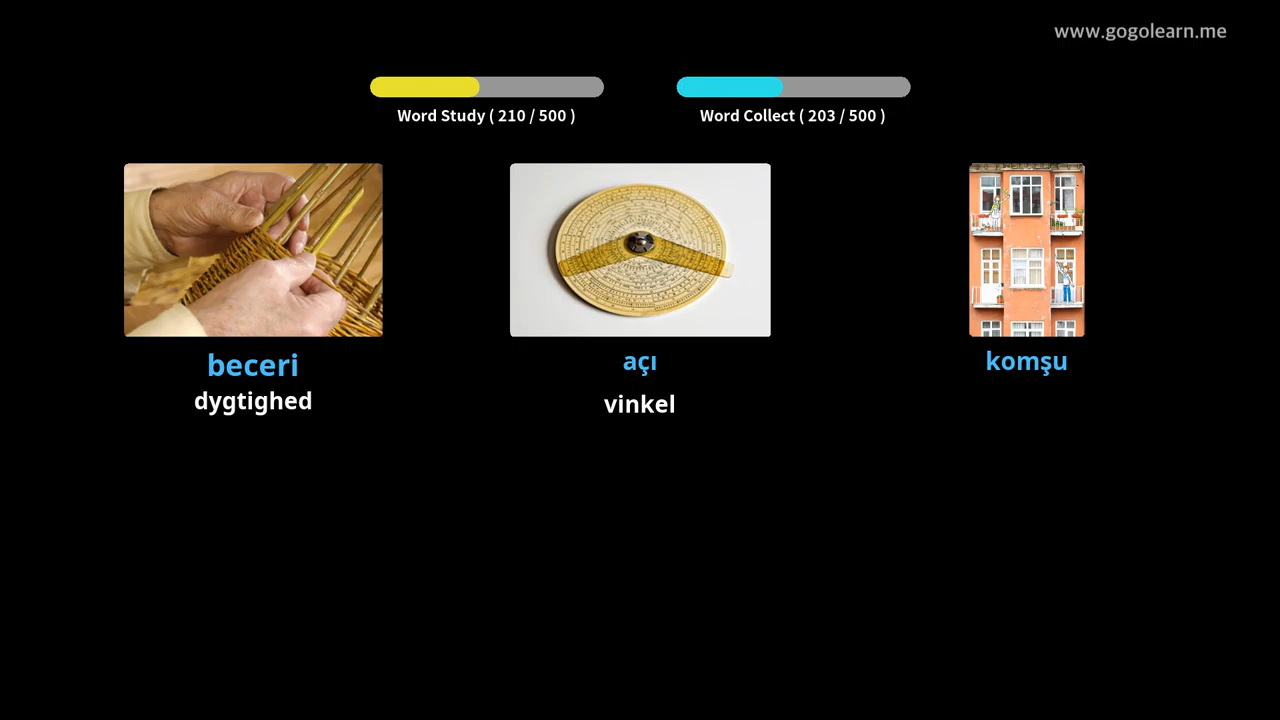 www.gogolearn.me
Word Study ( 210 / 500 )
Word Collect ( 203 / 500 )
beceri
dygtighed
açı
vinkel
komşu